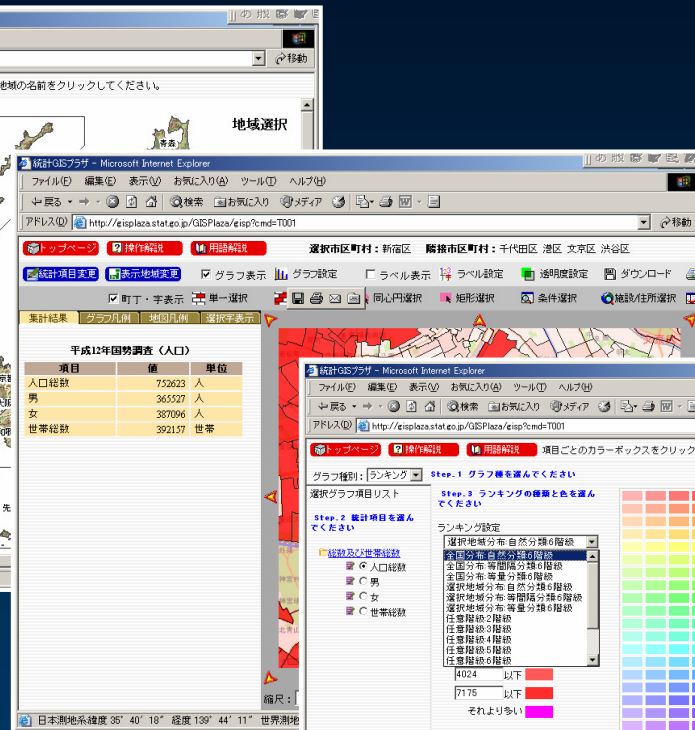 移動
地域の名前をクリックしてください。
地域選択
青森
統計GISプラザ - Microsoft Internet Explorer
ファイル(F) 編集(E) 表示(V) お気に入り(A) ツール(T) ヘルプ(H)
戻る 検索 お気に入り メディア
アドレス(D) http://gisplaza.stat.go.jp/GISPlaza/gisp?cmd=T001 移動
トップページ 操作解説 用語解説 選択市区町村：新宿区 隣接市区町村：千代田区 港区 文京区 渋谷区
統計項目変更 表示地域変更 グラフ表示 グラフ設定 ラベル表示 ラベル設定 透明度設定 ダウンロード
町丁・字表示 単一選択 同心円選択 矩形選択 条件選択 施設/住所選択
集計結果 グラフ凡例 地図凡例 選択字表示
平成12年国勢調査（人口）
項目 値 単位
人口総数 752623 人
男 365527 人
女 387096 人
世帯総数 392157 世帯
縮尺：
日本測地系緯度 35° 40′ 18″ 経度 139° 44′ 11″ 世界測地
統計GISプラザ - Microsoft Internet Explorer
ファイル(F) 編集(E) 表示(V) お気に入り(A) ツール(T) ヘルプ(H)
戻る 検索 お気に入り メディア
アドレス(D) http://gisplaza.stat.go.jp/GISPlaza/gisp?cmd=T001
トップページ 操作解説 用語解説 項目ごとのカラーボックスをクリック
グラフ種別： ランキング Step.1 グラフ種を選んでください
選択グラフ項目リスト
Step.2 統計項目を選んでください
総数及び世帯総数
人口総数
男
女
世帯総数
Step.3 ランキングの種類と色を選んでください
ランキング設定
選択地域分布:自然分類6階級
全国分布:自然分類6階級
全国分布:等間隔分類6階級
全国分布:等量分類6階級
選択地域分布:自然分類6階級
選択地域分布:等間隔分類6階級
選択地域分布:等量分類6階級
任意階級:2階級
任意階級:3階級
任意階級:4階級
任意階級:5階級
任意階級:6階級
4024 以下
7175 以下
それより多い